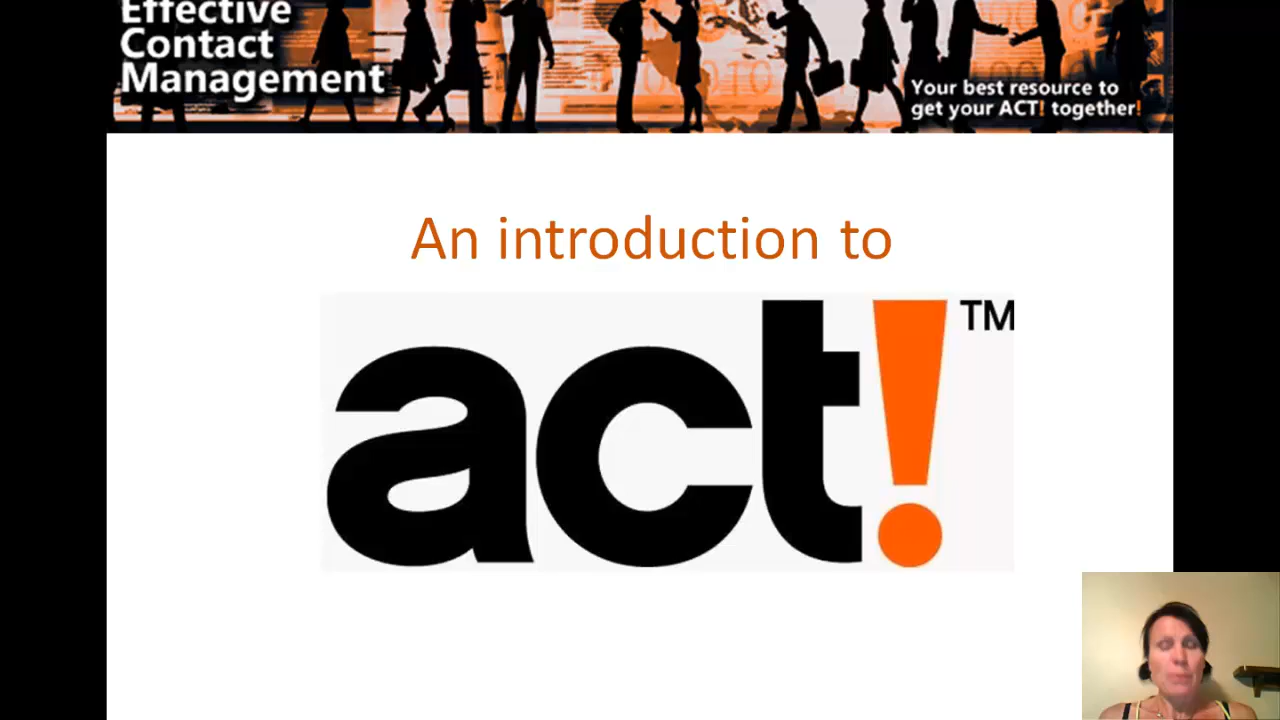 Effective
Contact
Management
Your best resource to
get your ACT! together!
An introduction to
act!™